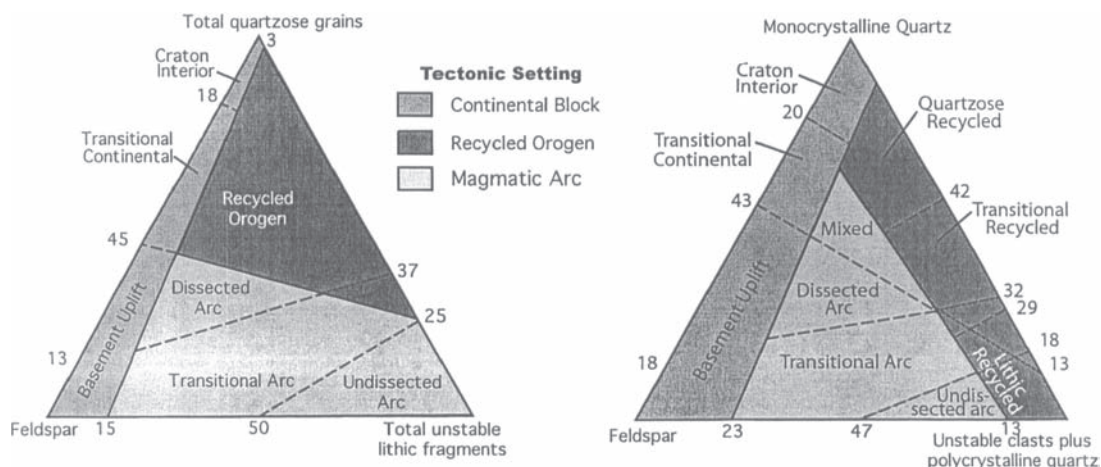 Total quartzose grains
3
Craton
Interior
18
Transitional
Continental
Recycled
Orogen
45
37
Dissected
Arc
25
Basement Uplift
13
Transitional Arc
Undissected
Arc
Feldspar
15
50
Total unstable
lithic fragments
Tectonic Setting
Continental Block
Recycled Orogen
Magmatic Arc
Monocrystalline Quartz
Craton
Interior
20
Quartzose
Recycled
Transitional
Continental
43
42
Transitional
Recycled
Mixed
Dissected
Arc
32
29
Basement Uplift
18
18
13
Transitional Arc
Lithic
Recycled
Undis-
sected arc
Feldspar
23
47
13
Unstable clasts plus
polycrystalline quartz